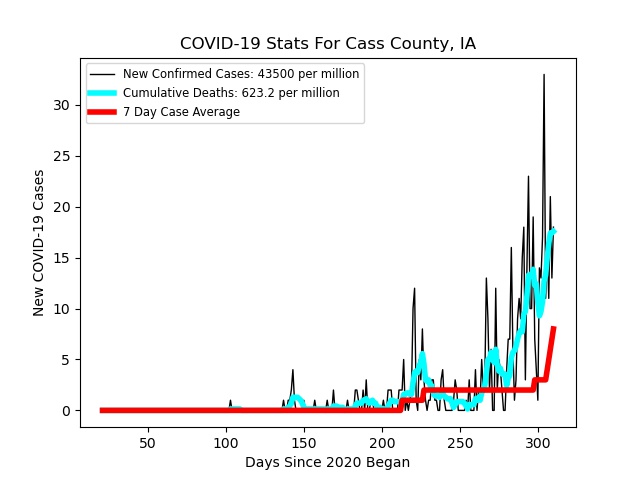 COVID-19 Stats For Cass County, IA
New Confirmed Cases: 43500 per million
Cumulative Deaths: 623.2 per million
7 Day Case Average
New COVID-19 Cases
30
25
20
15
10
5
0
50 100 150 200 250 300
Days Since 2020 Began